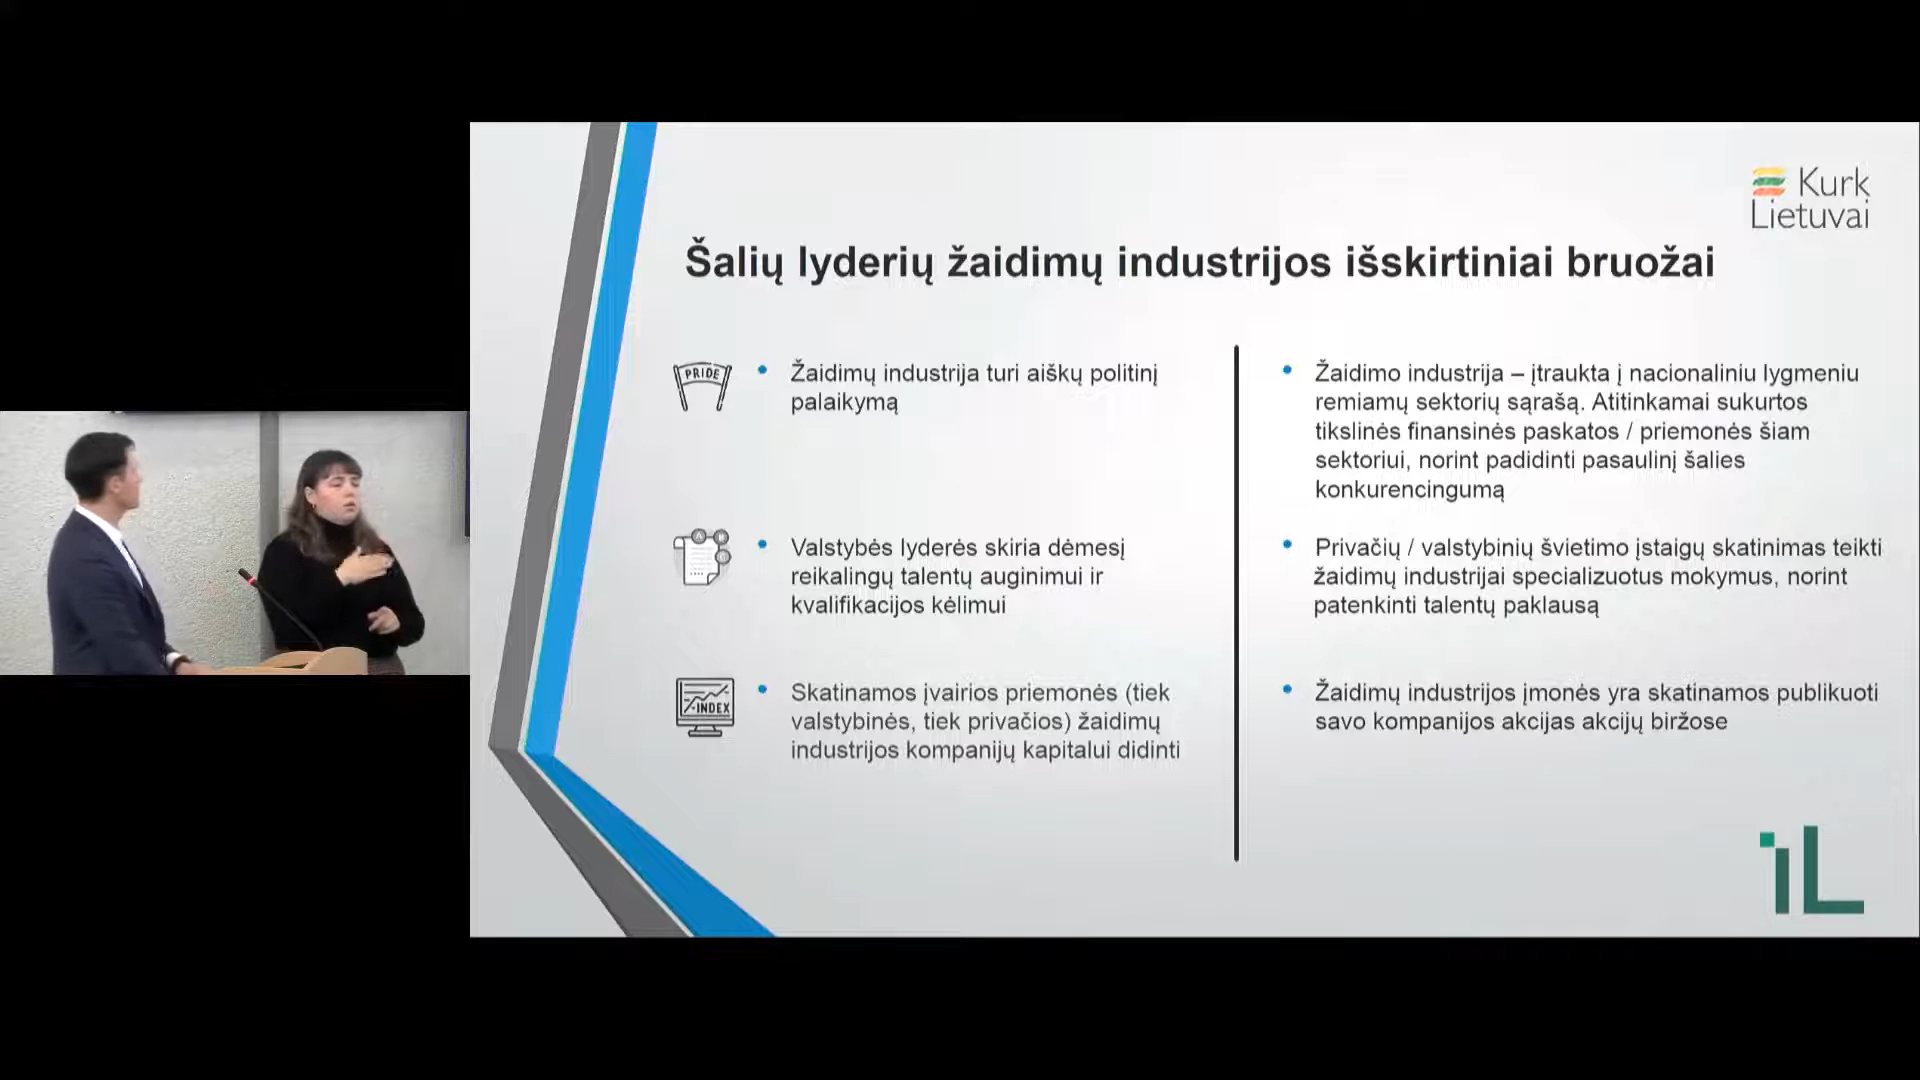 Kurk
Lietuvai
Šalių lyderių žaidimų industrijos išskirtiniai bruožai
PRIDE
• Žaidimų industrija turi aiškų politinį
palaikymą
• Žaidimo industrija – įtraukta į nacionaliniu lygmeniu
remiamų sektorių sąrašą. Atitinkamai sukurtos
tikslinės finansinės paskatos / priemonės šiam
sektoriui, norint padidinti pasaulinį šalies
konkurencingumą
• Valstybės lyderės skiria dėmesį
reikalingų talentų auginimui ir
kvalifikacijos kėlimui
• Privačių / valstybinių švietimo įstaigų skatinimas teikti
žaidimų industrijai specializuotus mokymus, norint
patenkinti talentų paklausą
INDEX
• Skatinamos įvairios priemonės (tiek
valstybinės, tiek privačios) žaidimų
industrijos kompanijų kapitalui didinti
• Žaidimų industrijos įmonės yra skatinamos publikuoti
savo kompanijos akcijas akcijų biržose
iL